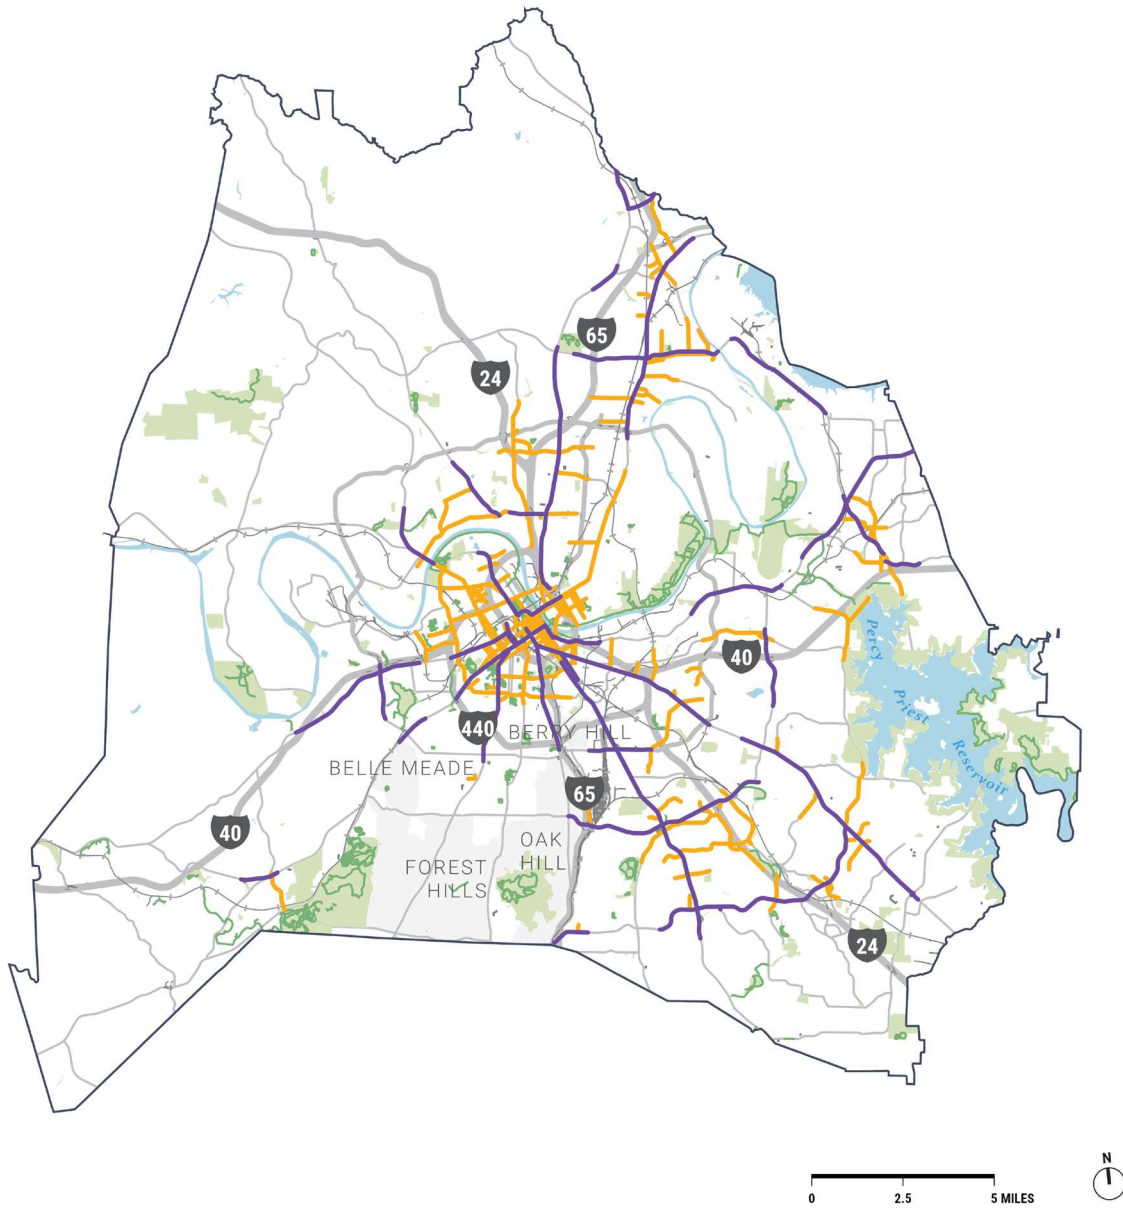 65
24
40
Percy
Priest
Reservoir
440
BERRY HILL
BELLE MEADE
65
40
OAK
HILL
FOREST
HILLS
24
N
0 2.5 5 MILES